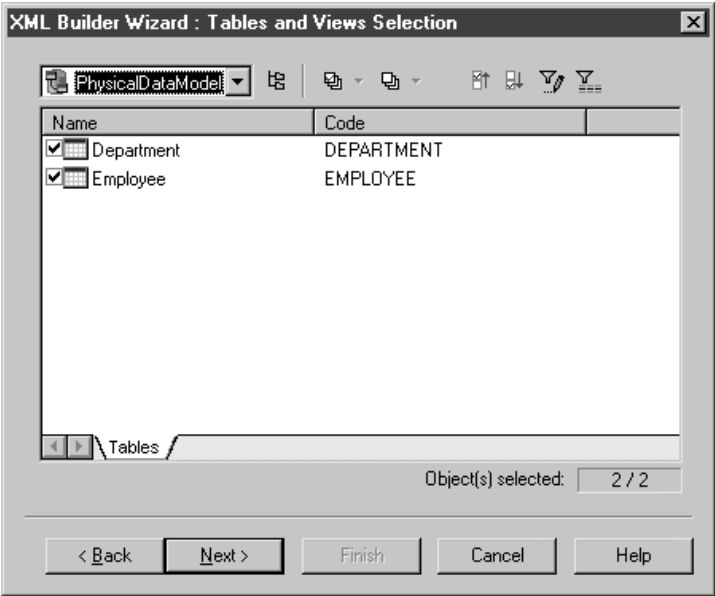 XML Builder Wizard : Tables and Views Selection
PhysicalDataModel
Name Code
Department DEPARTMENT
Employee EMPLOYEE
Tables
Object(s) selected: 2 / 2
< Back Next > Finish Cancel Help